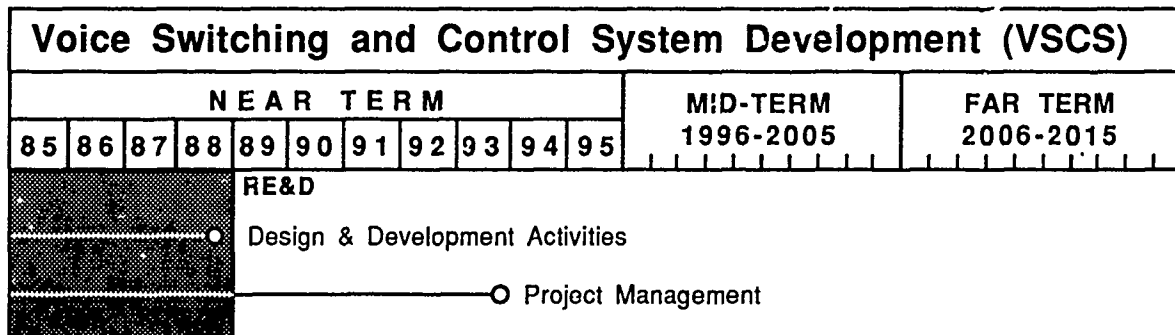 Voice Switching and Control System Development (VSCS)
NEAR TERM
MID-TERM
FAR TERM
1996-2005
2006-2015
85 86 87 88 89 90 91 92 93 94 95
RE&D
Design & Development Activities
Project Management